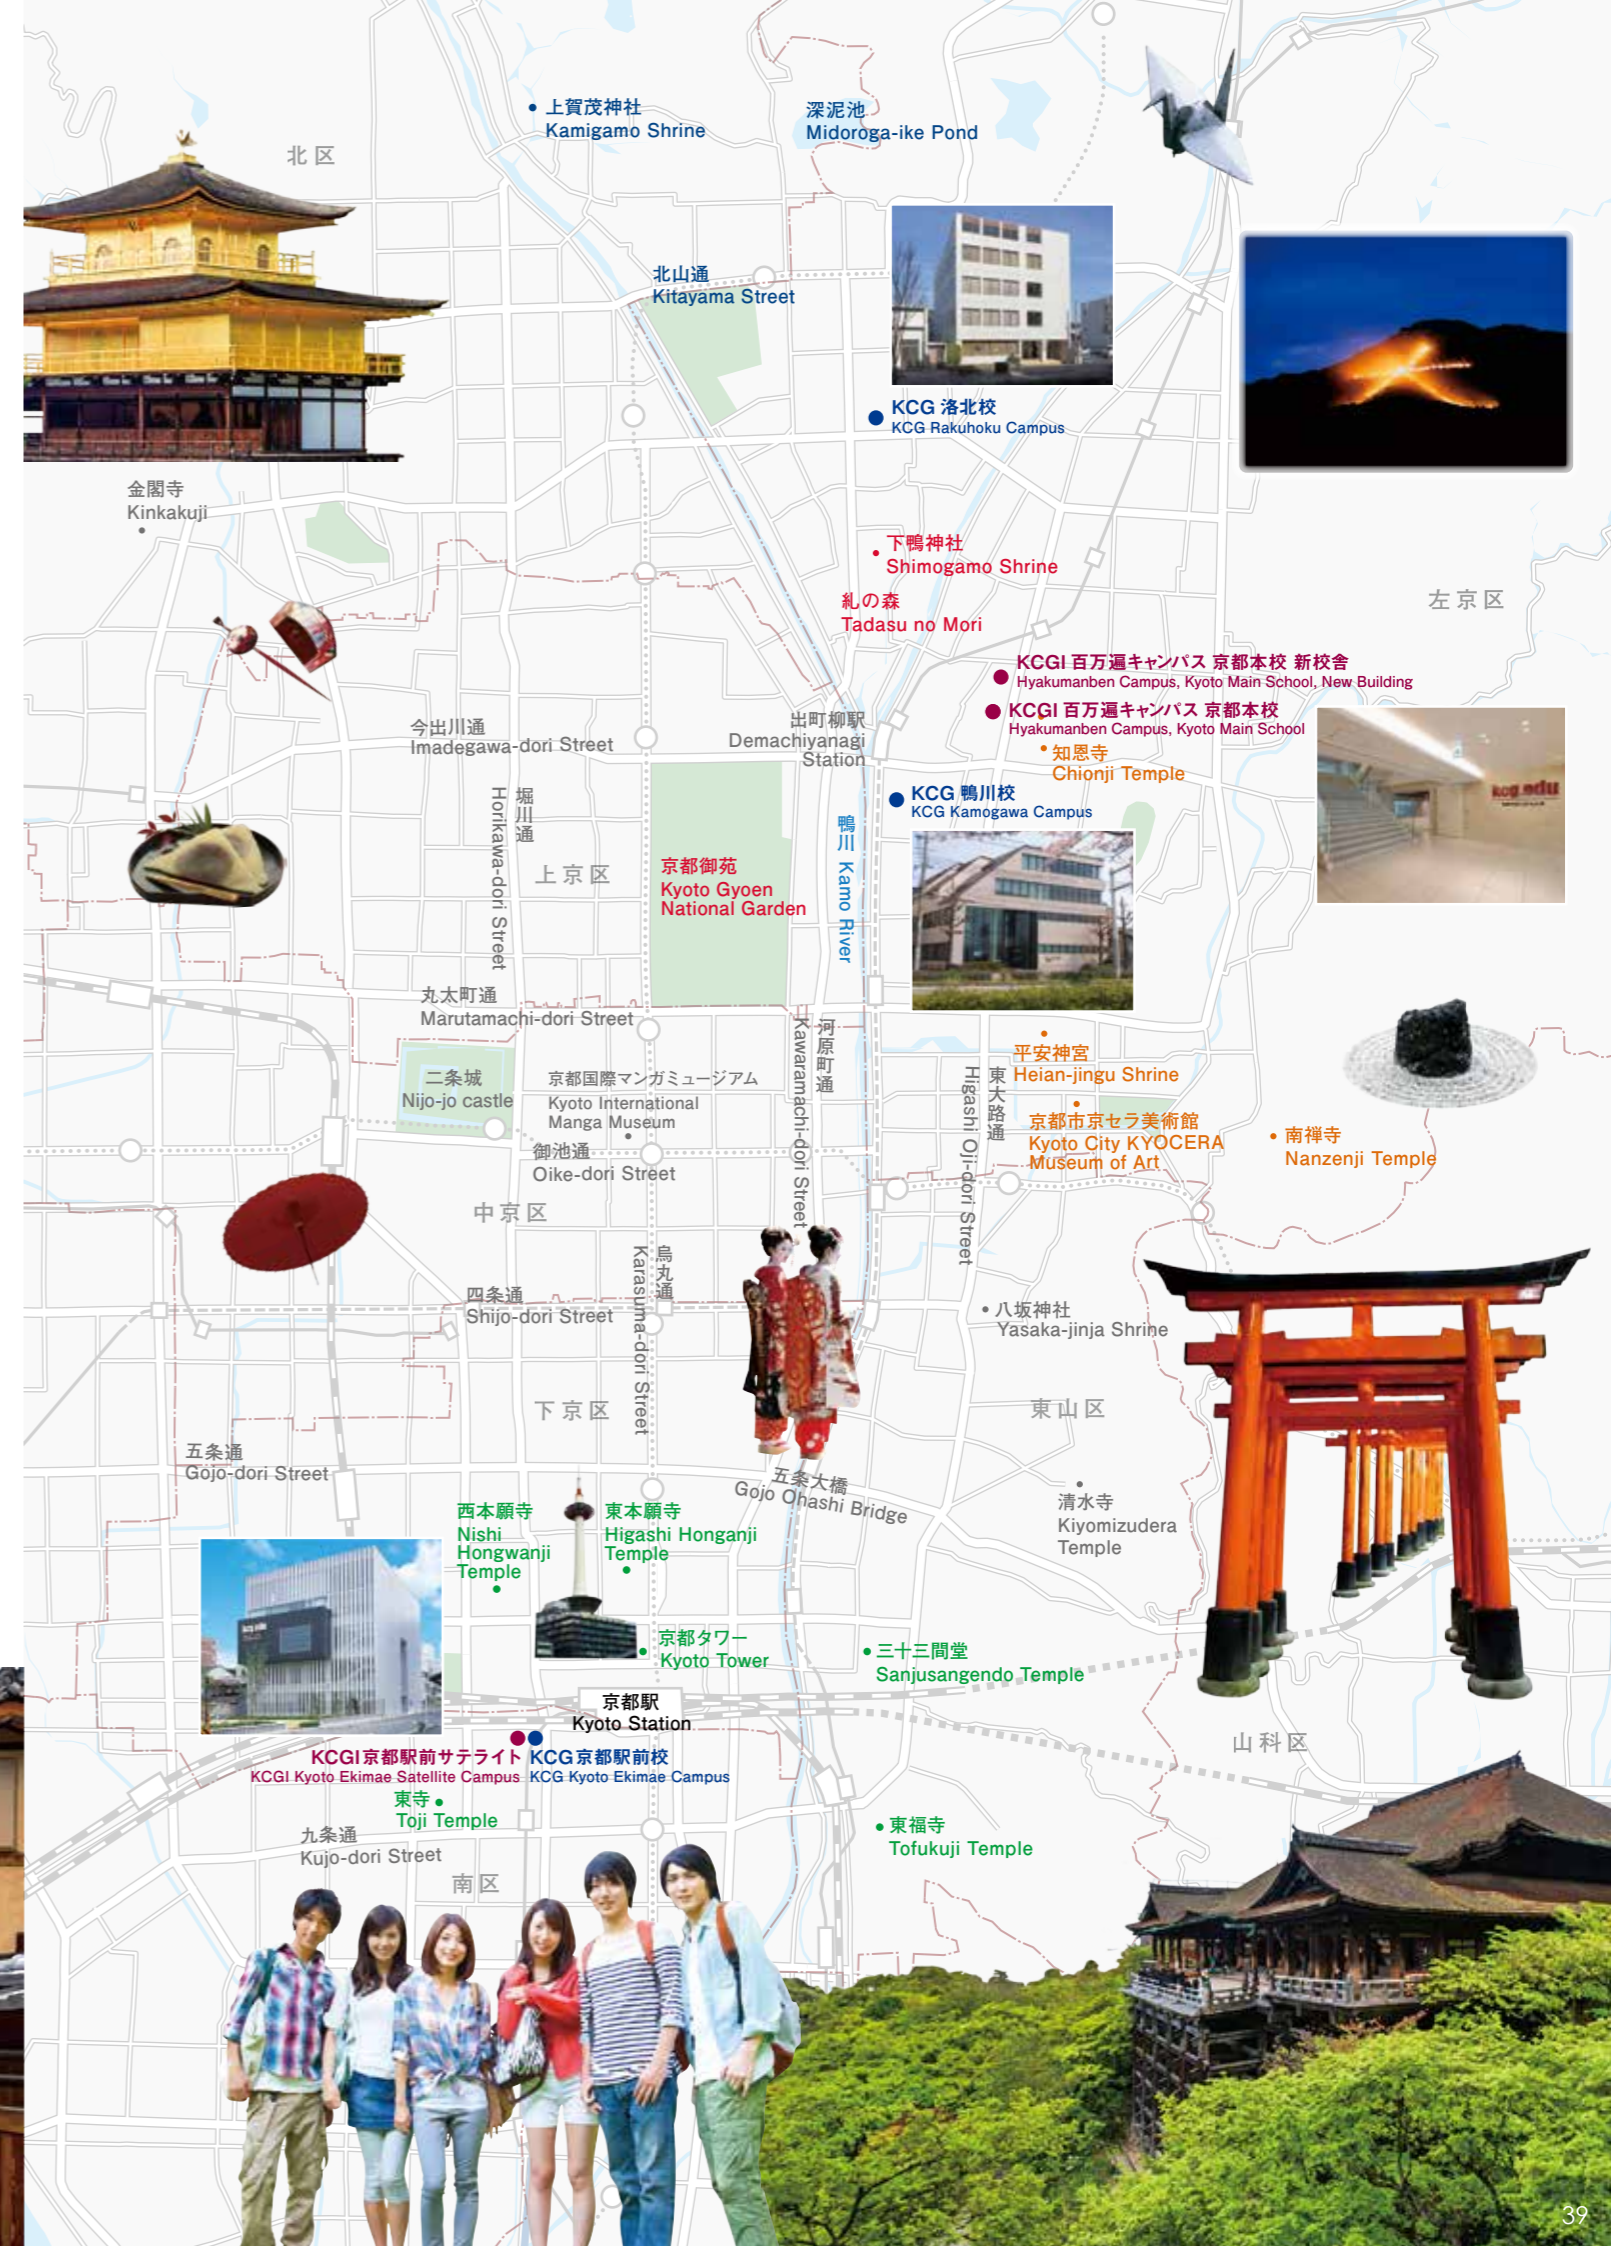 上賀茂神社
Kamigamo Shrine
深泥池
Midoroga-ike Pond
北区
北山通
Kitayama Street
KCG 洛北校
KCG Rakuhoku Campus
金閣寺
Kinkakuji
下鴨神社
Shimogamo Shrine
糺の森
Tadasu no Mori
左京区
KCGI 百万遍キャンパス 京都本校 新校舎
Hyakumanben Campus, Kyoto Main School, New Building
KCGI 百万遍キャンパス 京都本校
Hyakumanben Campus, Kyoto Main School
今出川通
Imadegawa-dori Street
出町柳駅
Demachiyanagi
Station
知恩寺
Chionji Temple
kcg.edu
KCG 鴨川校
KCG Kamogawa Campus
堀川通
Horikawa-dori Street
上京区
京都御苑
Kyoto Gyoen
National Garden
鴨川 Kamo River
丸太町通
Marutamachi-dori Street
河原町通
Kawaramachi-dori Street
平安神宮
Heian-jingu Shrine
東大路通
Higashi Oji-dori Street
二条城
Nijo-jo castle
京都国際マンガミュージアム
Kyoto International
Manga Museum
京都市京セラ美術館
Kyoto City KYOCERA
Museum of Art
南禅寺
Nanzenji Temple
御池通
Oike-dori Street
中京区
烏丸通
Karasuma-dori Street
四条通
Shijo-dori Street
八坂神社
Yasaka-jinja Shrine
下京区
東山区
五条通
Gojo-dori Street
五条大橋
Gojo Ohashi Bridge
清水寺
Kiyomizudera
Temple
西本願寺
Nishi
Hongwanji
Temple
東本願寺
Higashi Honganji
Temple
京都タワー
Kyoto Tower
三十三間堂
Sanjusangendo Temple
京都駅
Kyoto Station
山科区
KCGI京都駅前サテライト
KCGI Kyoto Ekimae Satellite Campus
KCG京都駅前校
KCG Kyoto Ekimae Campus
東寺
Toji Temple
東福寺
Tofukuji Temple
九条通
Kujo-dori Street
南区
39